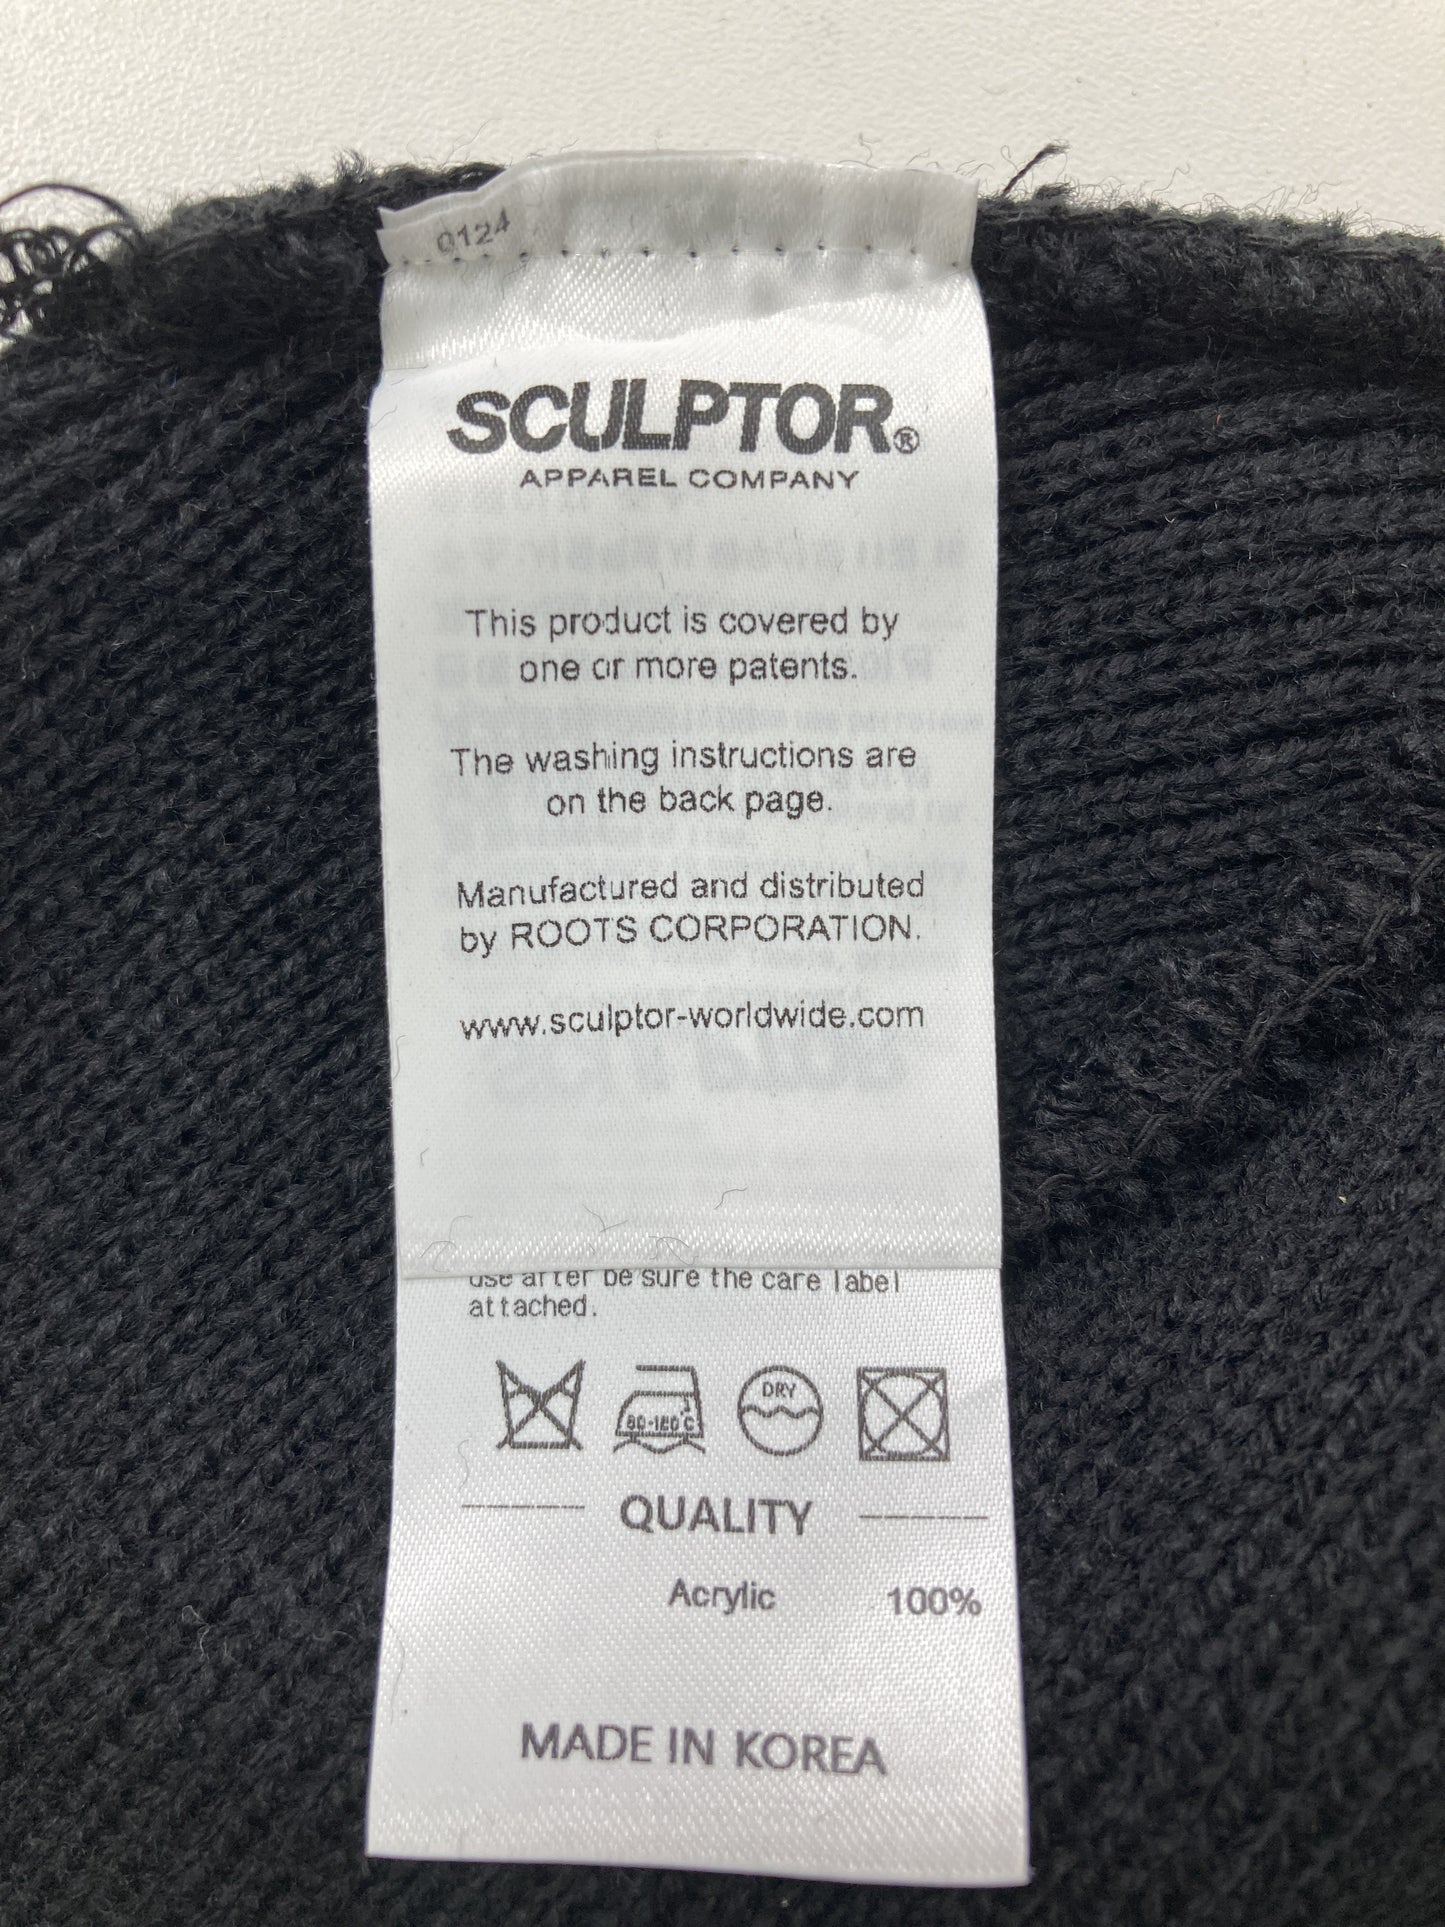 0124
SCULPTOR®
APPAREL COMPANY
This product is covered by
one or more patents.
The washing instructions are
on the back page.
Manufactured and distributed
by ROOTS CORPORATION.
www.sculptor-worldwide.com
use after be sure the care label
attached.
80-120°C
DRY
QUALITY
Acrylic 100%
MADE IN KOREA